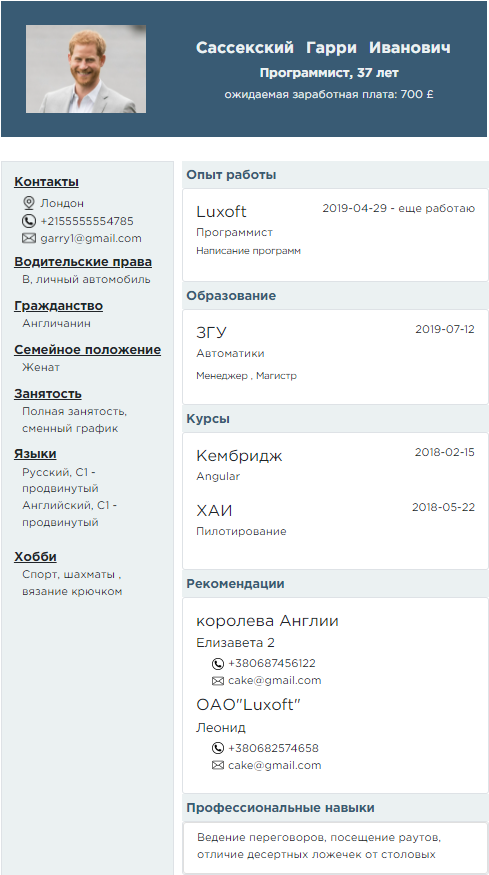 Сассекский Гарри Иванович
Программист, 37 лет
ожидаемая заработная плата: 700 £
Контакты
Лондон
+2155555554785
garry1@gmail.com
Водительские права
B, личный автомобиль
Гражданство
Англичанин
Семейное положение
Женат
Занятость
Полная занятость,
сменный график
Языки
Русский, C1 -
продвинутый
Английский, C1 -
продвинутый
Хобби
Спорт, шахматы ,
вязание крючком
Опыт работы
Luxoft 2019-04-29 - еще работаю
Программист
Написание программ
Образование
ЗГУ 2019-07-12
Автоматики
Менеджер , Магистр
Курсы
Кембридж 2018-02-15
Angular
ХАИ 2018-05-22
Пилотирование
Рекомендации
королева Англии
Елизавета 2
+380687456122
cake@gmail.com
ОАО"Luxoft"
Леонид
+380682574658
cake@gmail.com
Профессиональные навыки
Ведение переговоров, посещение раутов,
отличие десертных ложечек от столовых